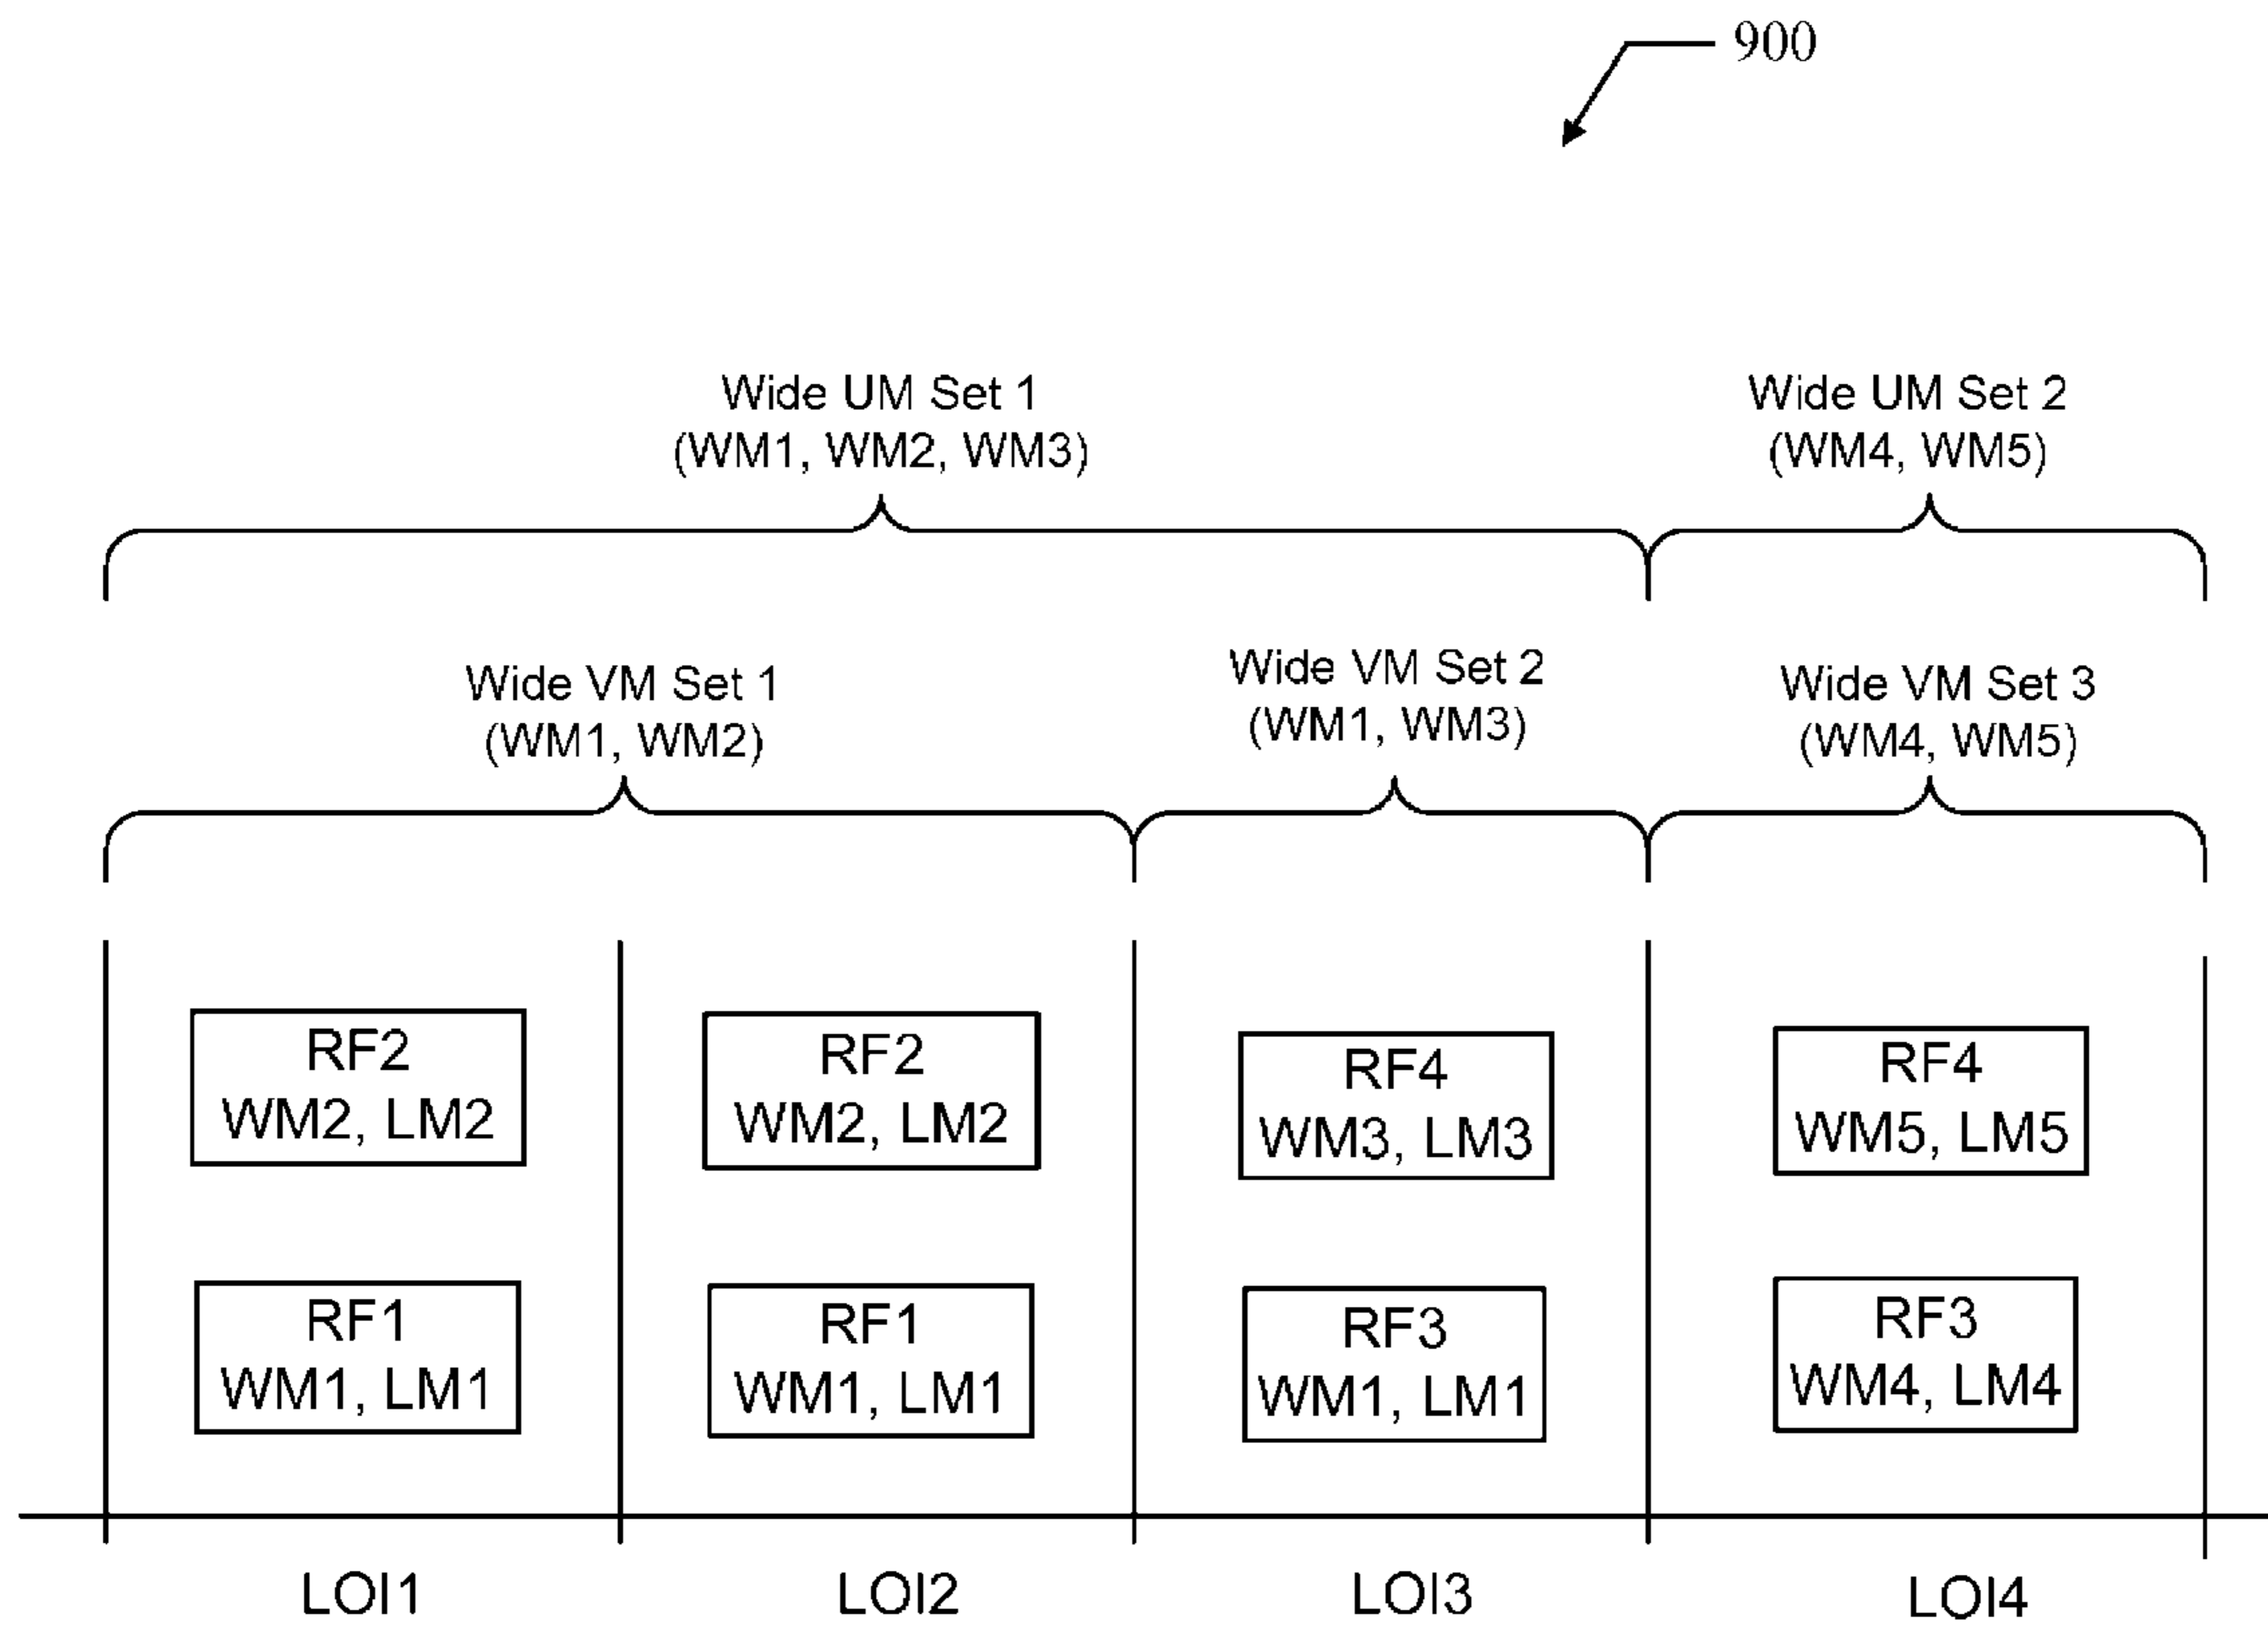 900
Wide UM Set 1
(WM1, WM2, WM3)
Wide UM Set 2
(WM4, WM5)
Wide VM Set 1
(WM1, WM2)
Wide VM Set 2
(WM1, WM3)
Wide VM Set 3
(WM4, WM5)
RF2
WM2, LM2
RF2
WM2, LM2
RF4
WM3, LM3
RF4
WM5, LM5
RF1
WM1, LM1
RF1
WM1, LM1
RF3
WM1, LM1
RF3
WM4, LM4
LOI1
LOI2
LOI3
LOI4